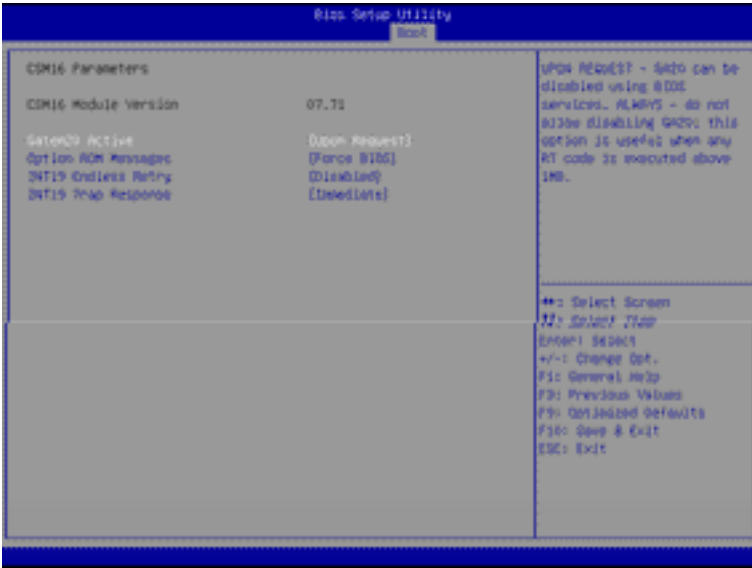 Bios Setup Utility
Boot
CSM16 Parameters
CSM16 Module Version 07.71
GateA20 Active [Upon Request]
Option ROM Messages [Force BIOS]
INT19 Endless Retry [Disabled]
INT19 Trap Response [Immediate]
UPON REQUEST - GA20 can be
disabled using BIOS
services. ALWAYS - do not
allow disabling GA20; this
option is useful when any
RT code is executed above
1MB.
: Select Screen
: Select Item
Enter: Select
+/-: Change Opt.
F1: General Help
F3: Previous Values
F9: Optimized Defaults
F10: Save & Exit
ESC: Exit